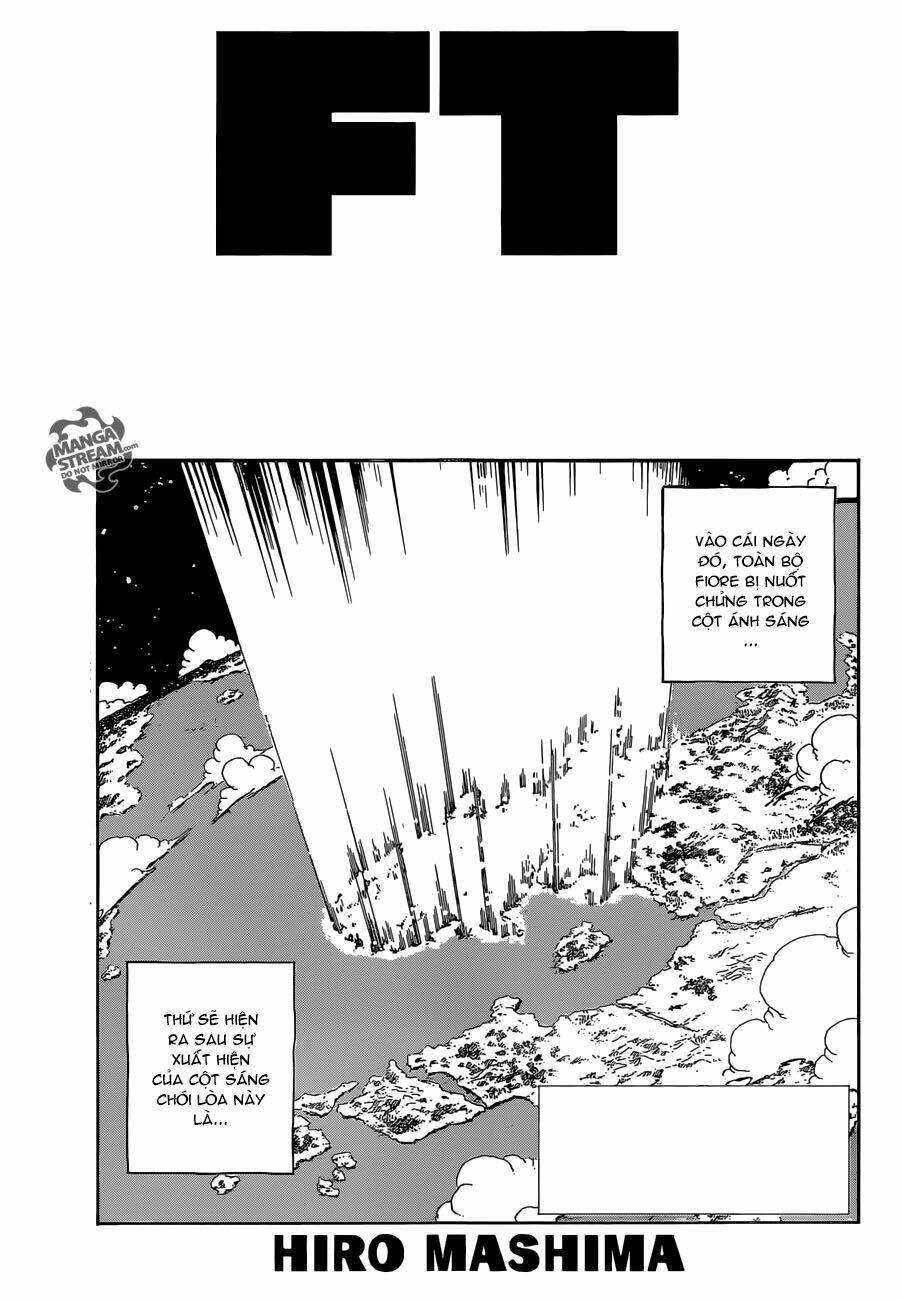 FT
MANGA
STREAM.com
DO NOT MIRROR
VÀO CÁI NGÀY
ĐÓ, TOÀN BỘ
FIORE BỊ NUỐT
CHỬNG TRONG
CỘT ÁNH SÁNG
...
THỨ SẼ HIỆN
RA SAU SỰ
XUẤT HIỆN
CỦA CỘT SÁNG
CHÓI LÒA NÀY
LÀ...
HIRO MASHIMA